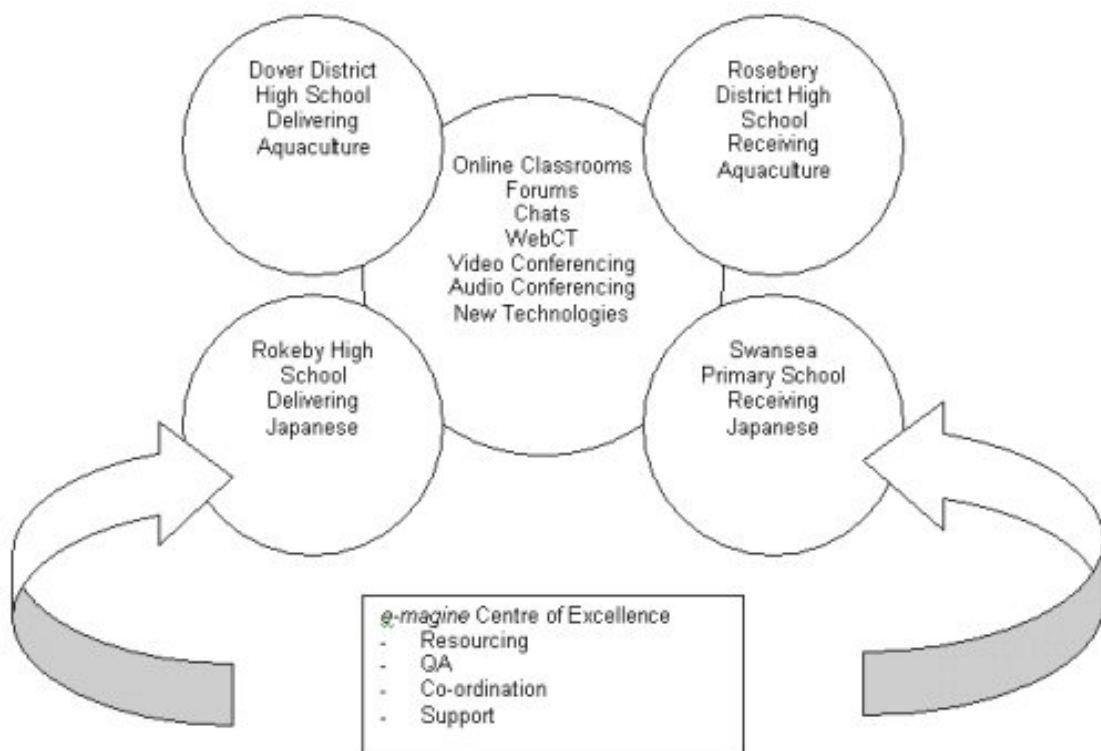 Dover District
High School
Delivering
Aquaculture
Rosebery
District High
School
Receiving
Aquaculture
Online Classrooms
Forums
Chats
WebCT
Video Conferencing
Audio Conferencing
New Technologies
Rokeby High
School
Delivering
Japanese
Swansea
Primary School
Receiving
Japanese
e-magine Centre of Excellence
- Resourcing
- QA
- Co-ordination
- Support